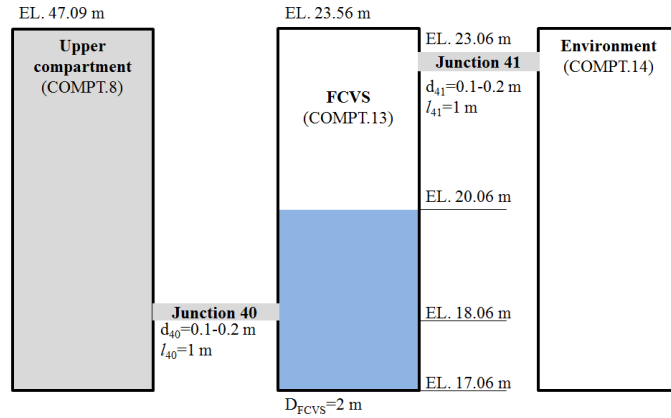 EL. 47.09 m
EL. 23.56 m
Upper
compartment
(COMPT.8)
FCVS
(COMPT.13)
EL. 23.06 m
Junction 41
d41=0.1-0.2 m
l41=1 m
Environment
(COMPT.14)
EL. 20.06 m
Junction 40
d40=0.1-0.2 m
l40=1 m
EL. 18.06 m
EL. 17.06 m
DFCVS=2 m